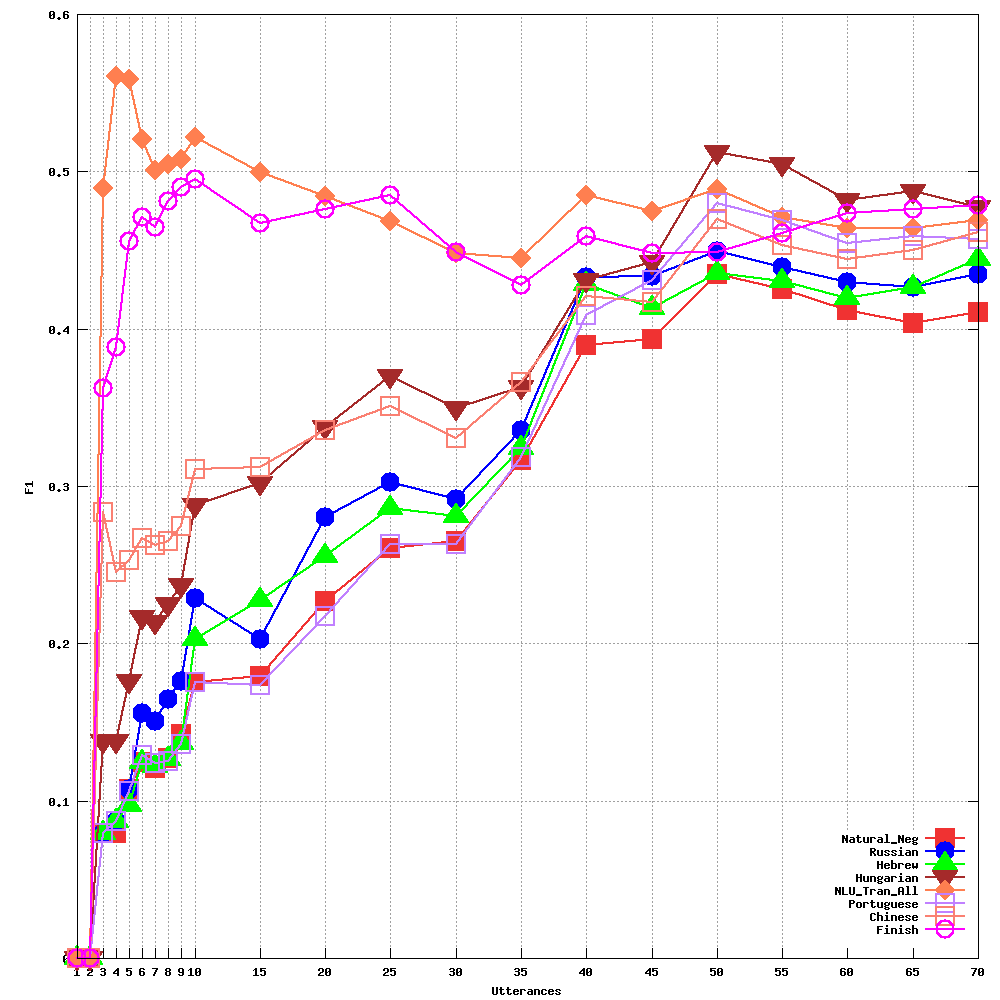 0.6
0.5
0.4
0.3
0.2
0.1
0
F1
1 2 3 4 5 6 7 8 9 10 15 20 25 30 35 40 45 50 55 60 65 70
Utterances
Natural_Neg
Russian
Hebrew
Hungarian
NLU_Tran_All
Portuguese
Chinese
Finish